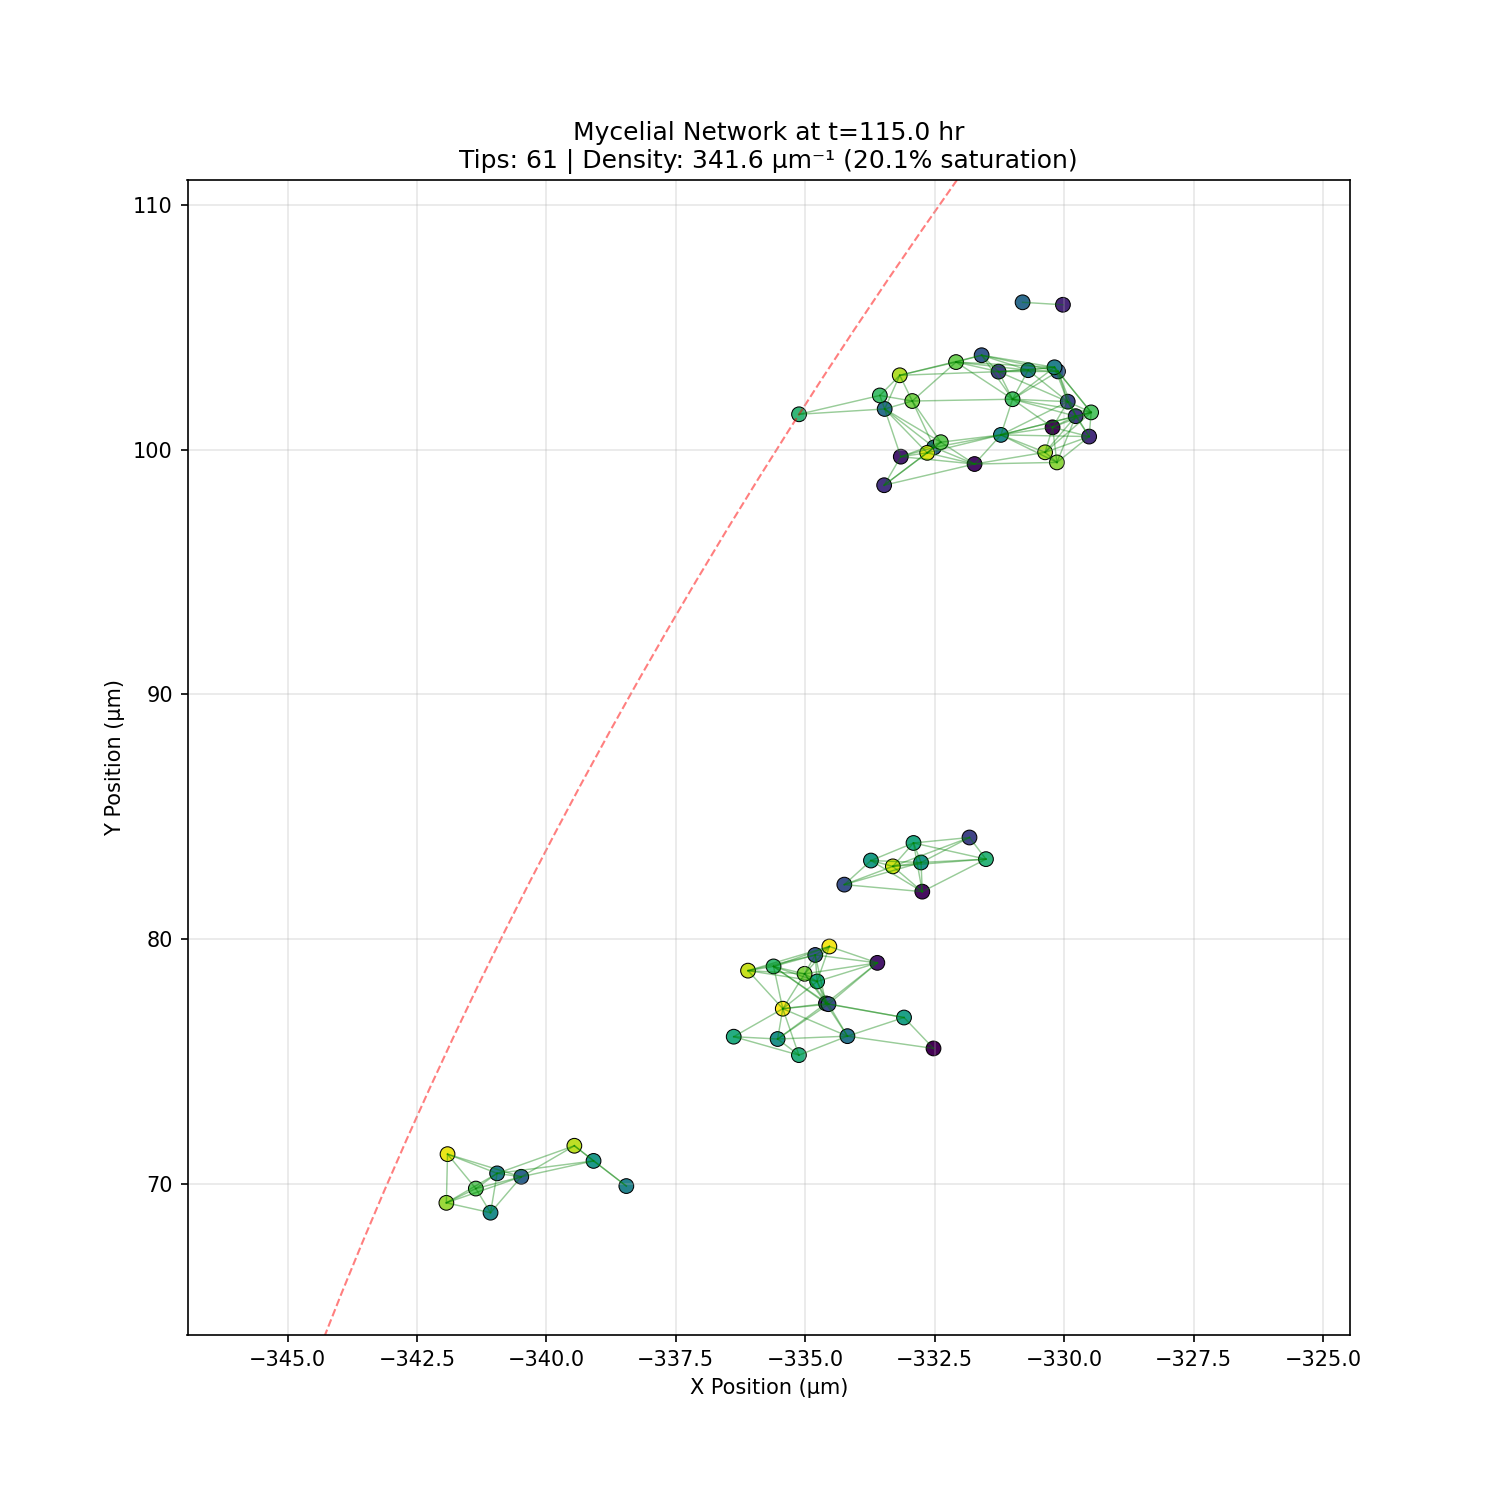 Mycelial Network at t=115.0 hr
Tips: 61 | Density: 341.6 μm⁻¹ (20.1% saturation)
110
100
90
80
70
Y Position (μm)
−345.0 −342.5 −340.0 −337.5 −335.0 −332.5 −330.0 −327.5 −325.0
X Position (μm)